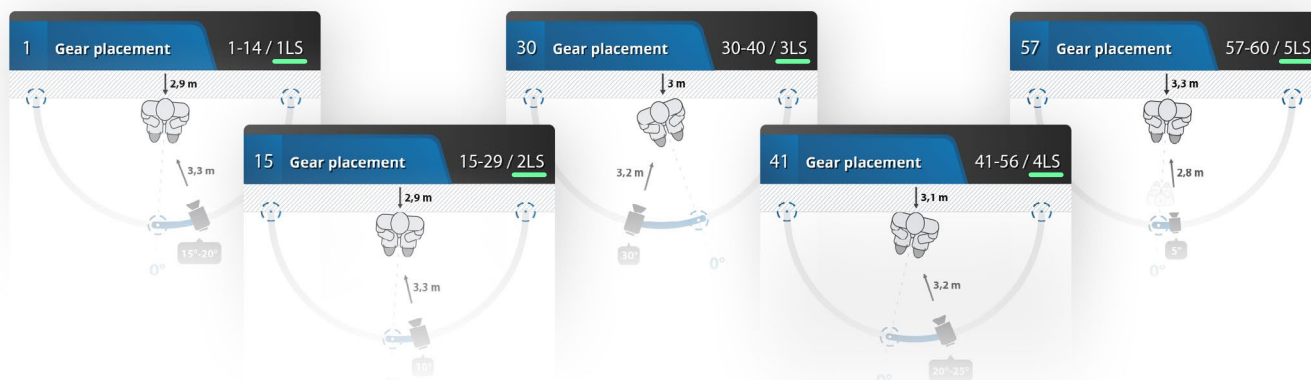 1 Gear placement 1-14 / 1LS
2,9 m
3,3 m
15°-20°
0°
15 Gear placement 15-29 / 2LS
2,9 m
3,3 m
10°
30 Gear placement 30-40 / 3LS
3 m
3,2 m
30°
0°
41 Gear placement 41-56 / 4LS
3,1 m
3,2 m
20°-25°
0°
57 Gear placement 57-60 / 5LS
3,3 m
2,8 m
5°
0°